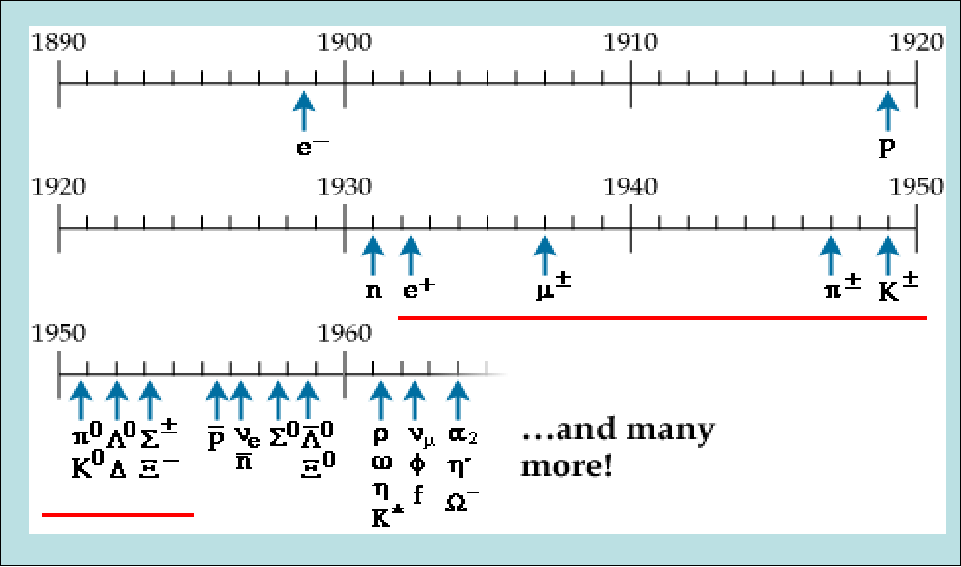 1890 1900 1910 1920
e⁻ p
1920 1930 1940 1950
n e⁺ μ± π± K±
1950 1960
π⁰ Λ⁰ Σ± p̅ νₑ Σ⁰ Λ̅⁰ ρ ν_μ α₂
K⁰ Δ Ξ⁻ n̅ Ξ⁰ ω ϕ η′
η f Ω⁻
K*
...and many
more!